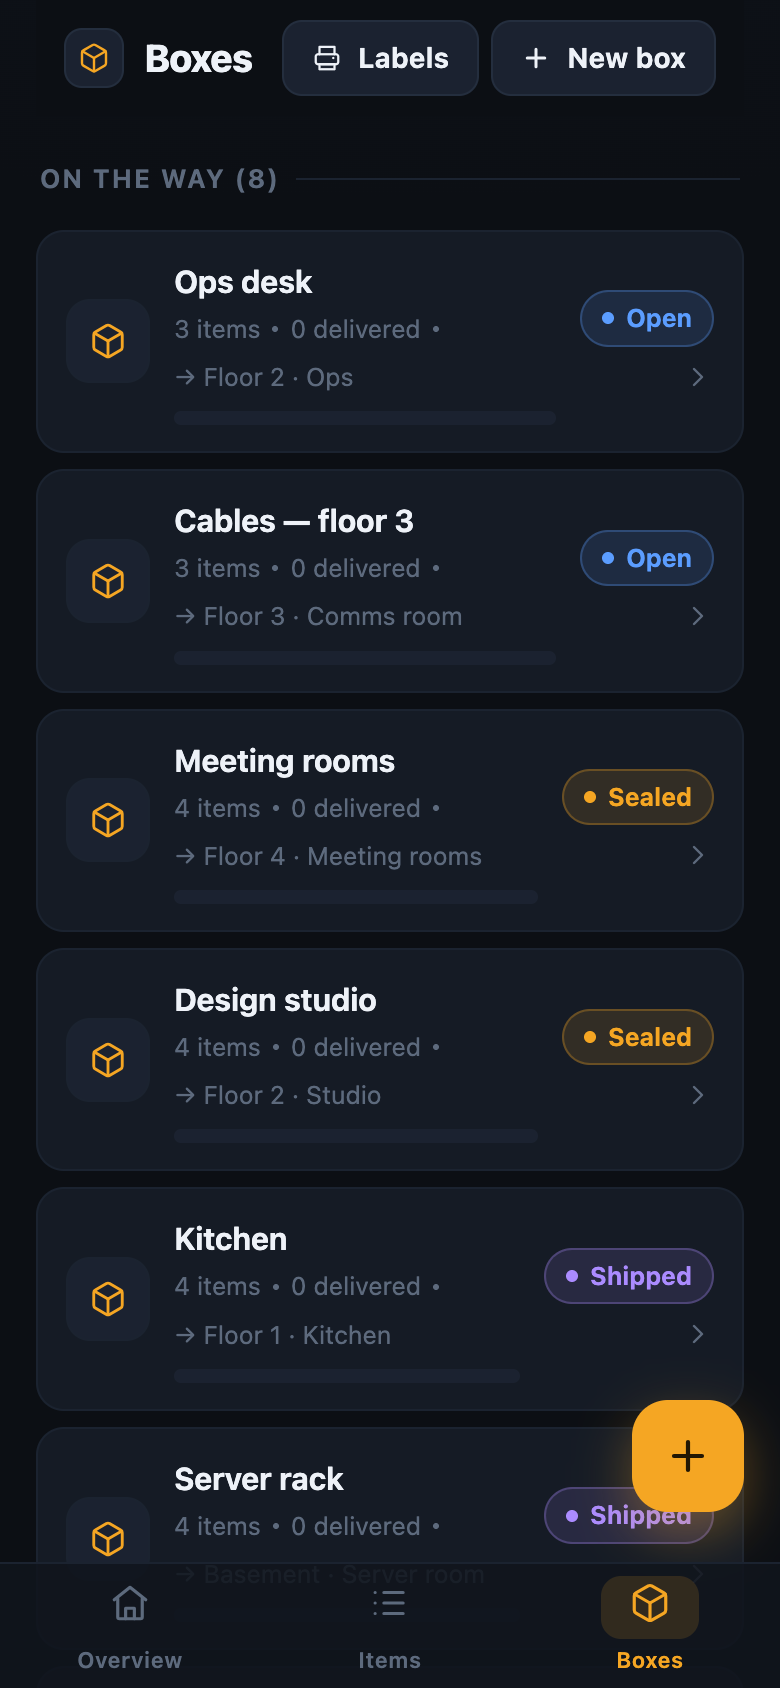 Boxes
Labels
New box
ON THE WAY (8)
Ops desk
3 items • 0 delivered •
→ Floor 2 · Ops
Open
Cables — floor 3
3 items • 0 delivered •
→ Floor 3 · Comms room
Open
Meeting rooms
4 items • 0 delivered •
→ Floor 4 · Meeting rooms
Sealed
Design studio
4 items • 0 delivered •
→ Floor 2 · Studio
Sealed
Kitchen
4 items • 0 delivered •
→ Floor 1 · Kitchen
Shipped
Server rack
4 items • 0 delivered •
→ Basement · Server room
Shipped
Overview
Items
Boxes